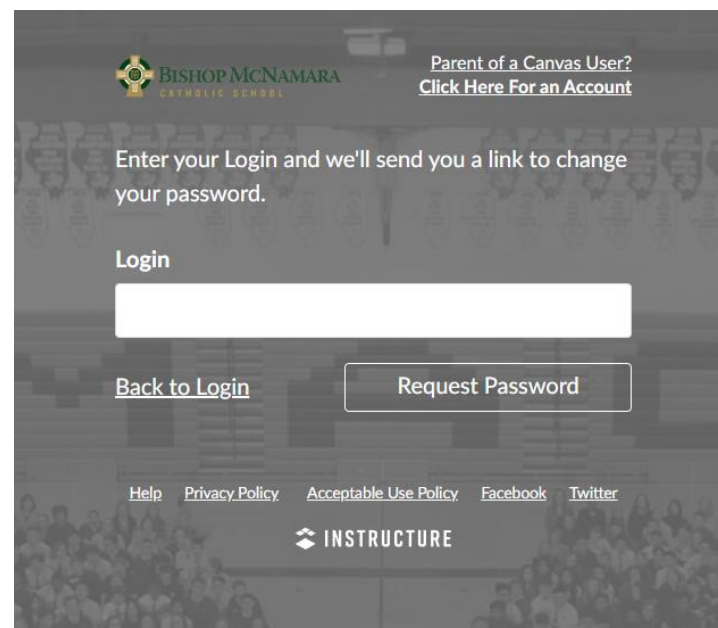 BISHOP MCNAMARA
CATHOLIC SCHOOL
Parent of a Canvas User?
Click Here For an Account
Enter your Login and we'll send you a link to change
your password.
Login
Back to Login
Request Password
Help Privacy Policy Acceptable Use Policy Facebook Twitter
INSTRUCTURE